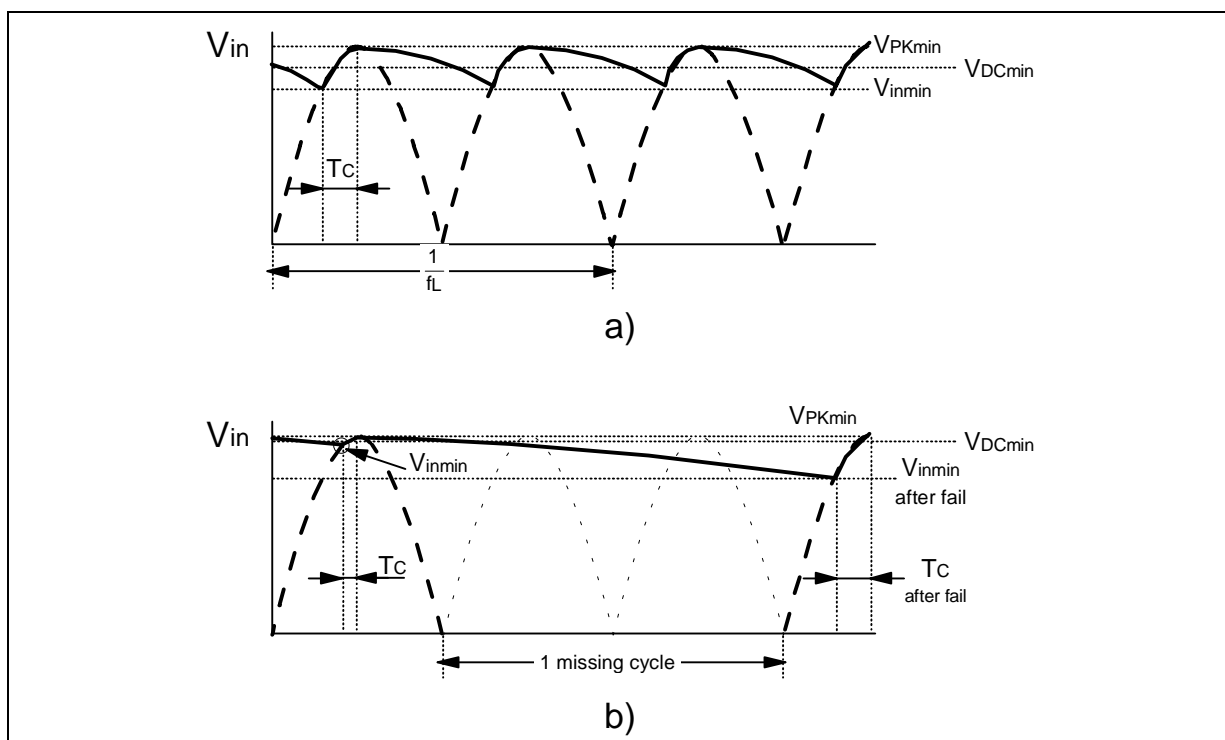 Vin
VPKmin
VDCmin
Vinmin
TC
1
fL
a)
Vin
VPKmin
VDCmin
Vinmin
Vinmin
after fail
TC
TC
after fail
1 missing cycle
b)